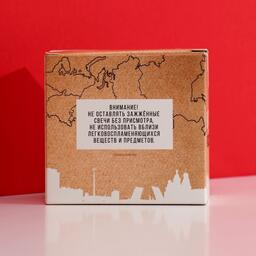 ВНИМАНИЕ!
НЕ ОСТАВЛЯТЬ ЗАЖЖЁННЫЕ
СВЕЧИ БЕЗ ПРИСМОТРА,
НЕ ИСПОЛЬЗОВАТЬ ВБЛИЗИ
ЛЕГКОВОСПЛАМЕНЯЮЩИХСЯ
ВЕЩЕСТВ И ПРЕДМЕТОВ.